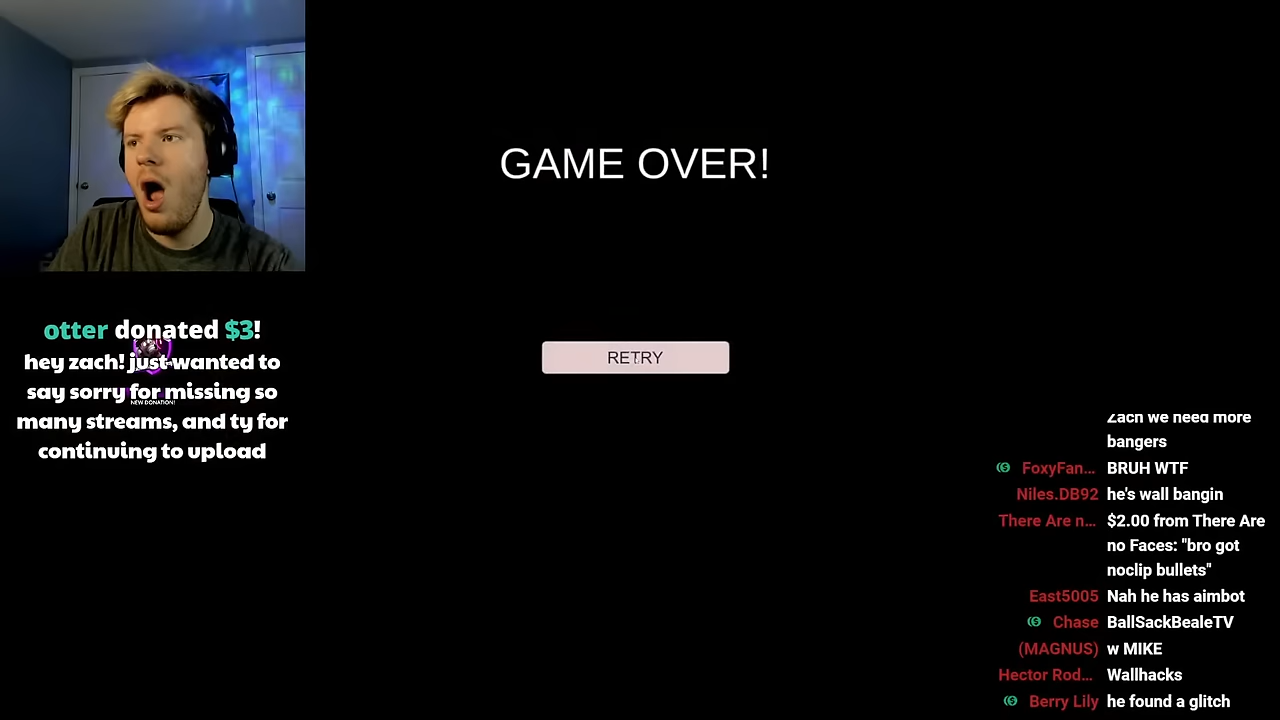 GAME OVER!
RETRY
otter donated $3!
hey zach! just wanted to
say sorry for missing so
many streams, and ty for
continuing to upload
NEW DONATION!
Zach we need more
bangers
FoxyFan... BRUH WTF
Niles.DB92 he's wall bangin
There Are n... $2.00 from There Are
no Faces: "bro got
noclip bullets"
East5005 Nah he has aimbot
Chase BallSackBealeTV
(MAGNUS) w MIKE
Hector Rod... Wallhacks
Berry Lily he found a glitch